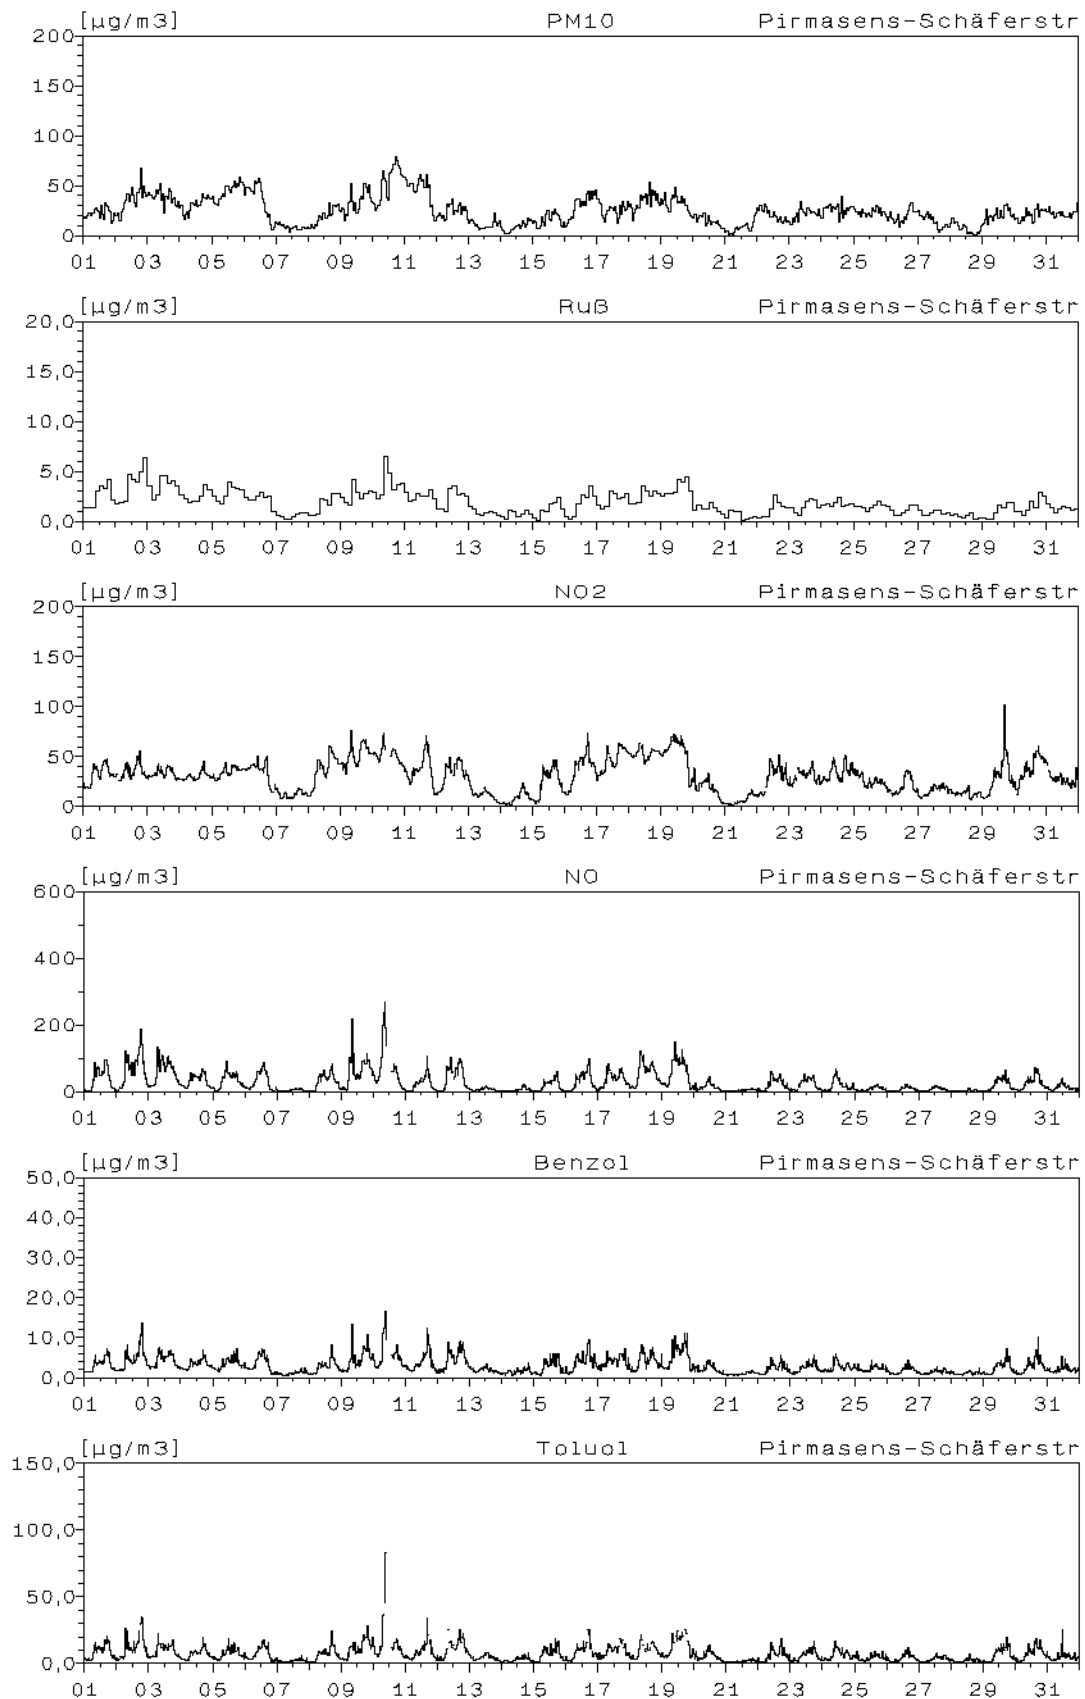 [µg/m3] PM10 Pirmasens-Schäferstr
200
150
100
50
0
01 03 05 07 09 11 13 15 17 19 21 23 25 27 29 31
[µg/m3] Ruß Pirmasens-Schäferstr
20,0
15,0
10,0
5,0
0,0
01 03 05 07 09 11 13 15 17 19 21 23 25 27 29 31
[µg/m3] NO2 Pirmasens-Schäferstr
200
150
100
50
0
01 03 05 07 09 11 13 15 17 19 21 23 25 27 29 31
[µg/m3] NO Pirmasens-Schäferstr
600
400
200
0
01 03 05 07 09 11 13 15 17 19 21 23 25 27 29 31
[µg/m3] Benzol Pirmasens-Schäferstr
50,0
40,0
30,0
20,0
10,0
0,0
01 03 05 07 09 11 13 15 17 19 21 23 25 27 29 31
[µg/m3] Toluol Pirmasens-Schäferstr
150,0
100,0
50,0
0,0
01 03 05 07 09 11 13 15 17 19 21 23 25 27 29 31